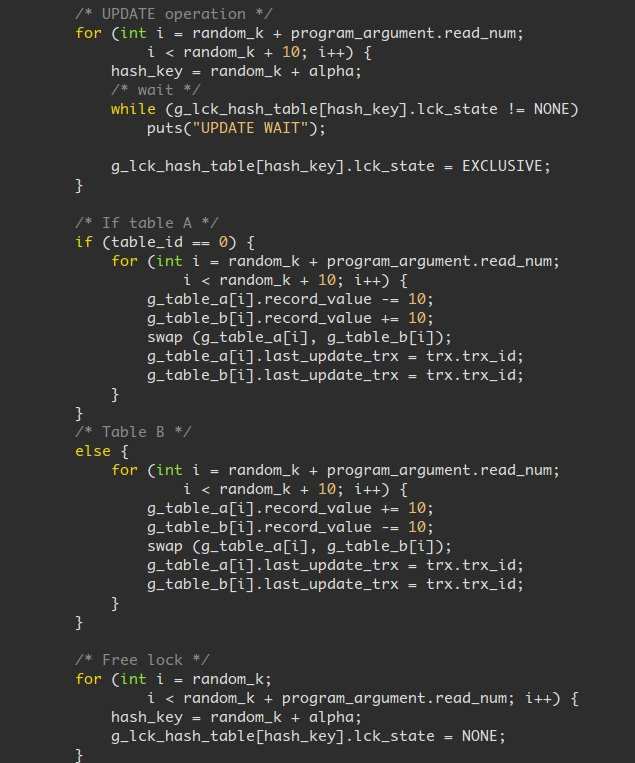 /* UPDATE operation */
for (int i = random_k + program_argument.read_num;
i < random_k + 10; i++) {
hash_key = random_k + alpha;
/* wait */
while (g_lck_hash_table[hash_key].lck_state != NONE)
puts("UPDATE WAIT");
g_lck_hash_table[hash_key].lck_state = EXCLUSIVE;
}
/* If table A */
if (table_id == 0) {
for (int i = random_k + program_argument.read_num;
i < random_k + 10; i++) {
g_table_a[i].record_value -= 10;
g_table_b[i].record_value += 10;
swap (g_table_a[i], g_table_b[i]);
g_table_a[i].last_update_trx = trx.trx_id;
g_table_b[i].last_update_trx = trx.trx_id;
}
}
/* Table B */
else {
for (int i = random_k + program_argument.read_num;
i < random_k + 10; i++) {
g_table_a[i].record_value += 10;
g_table_b[i].record_value -= 10;
swap (g_table_a[i], g_table_b[i]);
g_table_a[i].last_update_trx = trx.trx_id;
g_table_b[i].last_update_trx = trx.trx_id;
}
}
/* Free lock */
for (int i = random_k;
i < random_k + program_argument.read_num; i++) {
hash_key = random_k + alpha;
g_lck_hash_table[hash_key].lck_state = NONE;
}